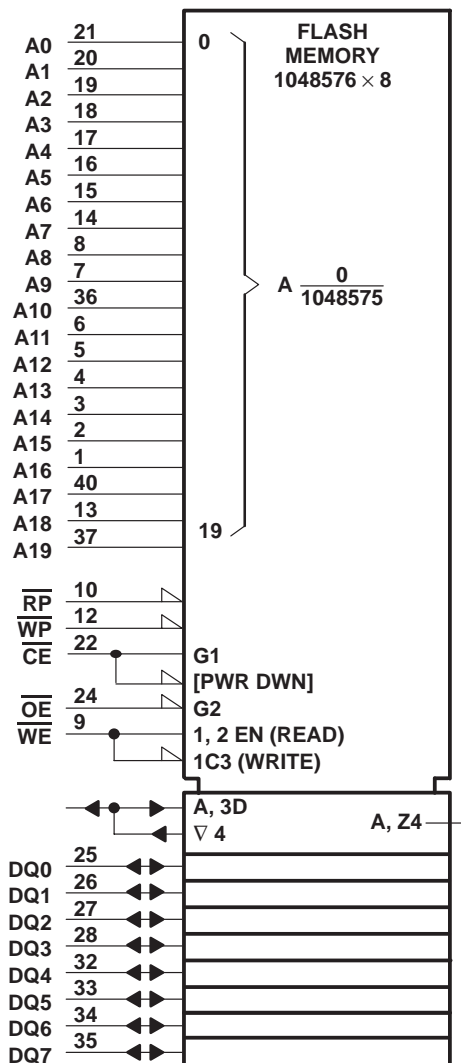 FLASH
MEMORY
1048576 × 8
A0 21 0
A1 20
A2 19
A3 18
A4 17
A5 16
A6 15
A7 14
A8 8
A9 7
A 0
1048575
A10 36
A11 6
A12 5
A13 4
A14 3
A15 2
A16 1
A17 40
A18 13
A19 37 19
RP 10
WP 12
CE 22 G1
[PWR DWN]
OE 24 G2
WE 9 1, 2 EN (READ)
1C3 (WRITE)
A, 3D
∇ 4 A, Z4
DQ0 25
DQ1 26
DQ2 27
DQ3 28
DQ4 32
DQ5 33
DQ6 34
DQ7 35